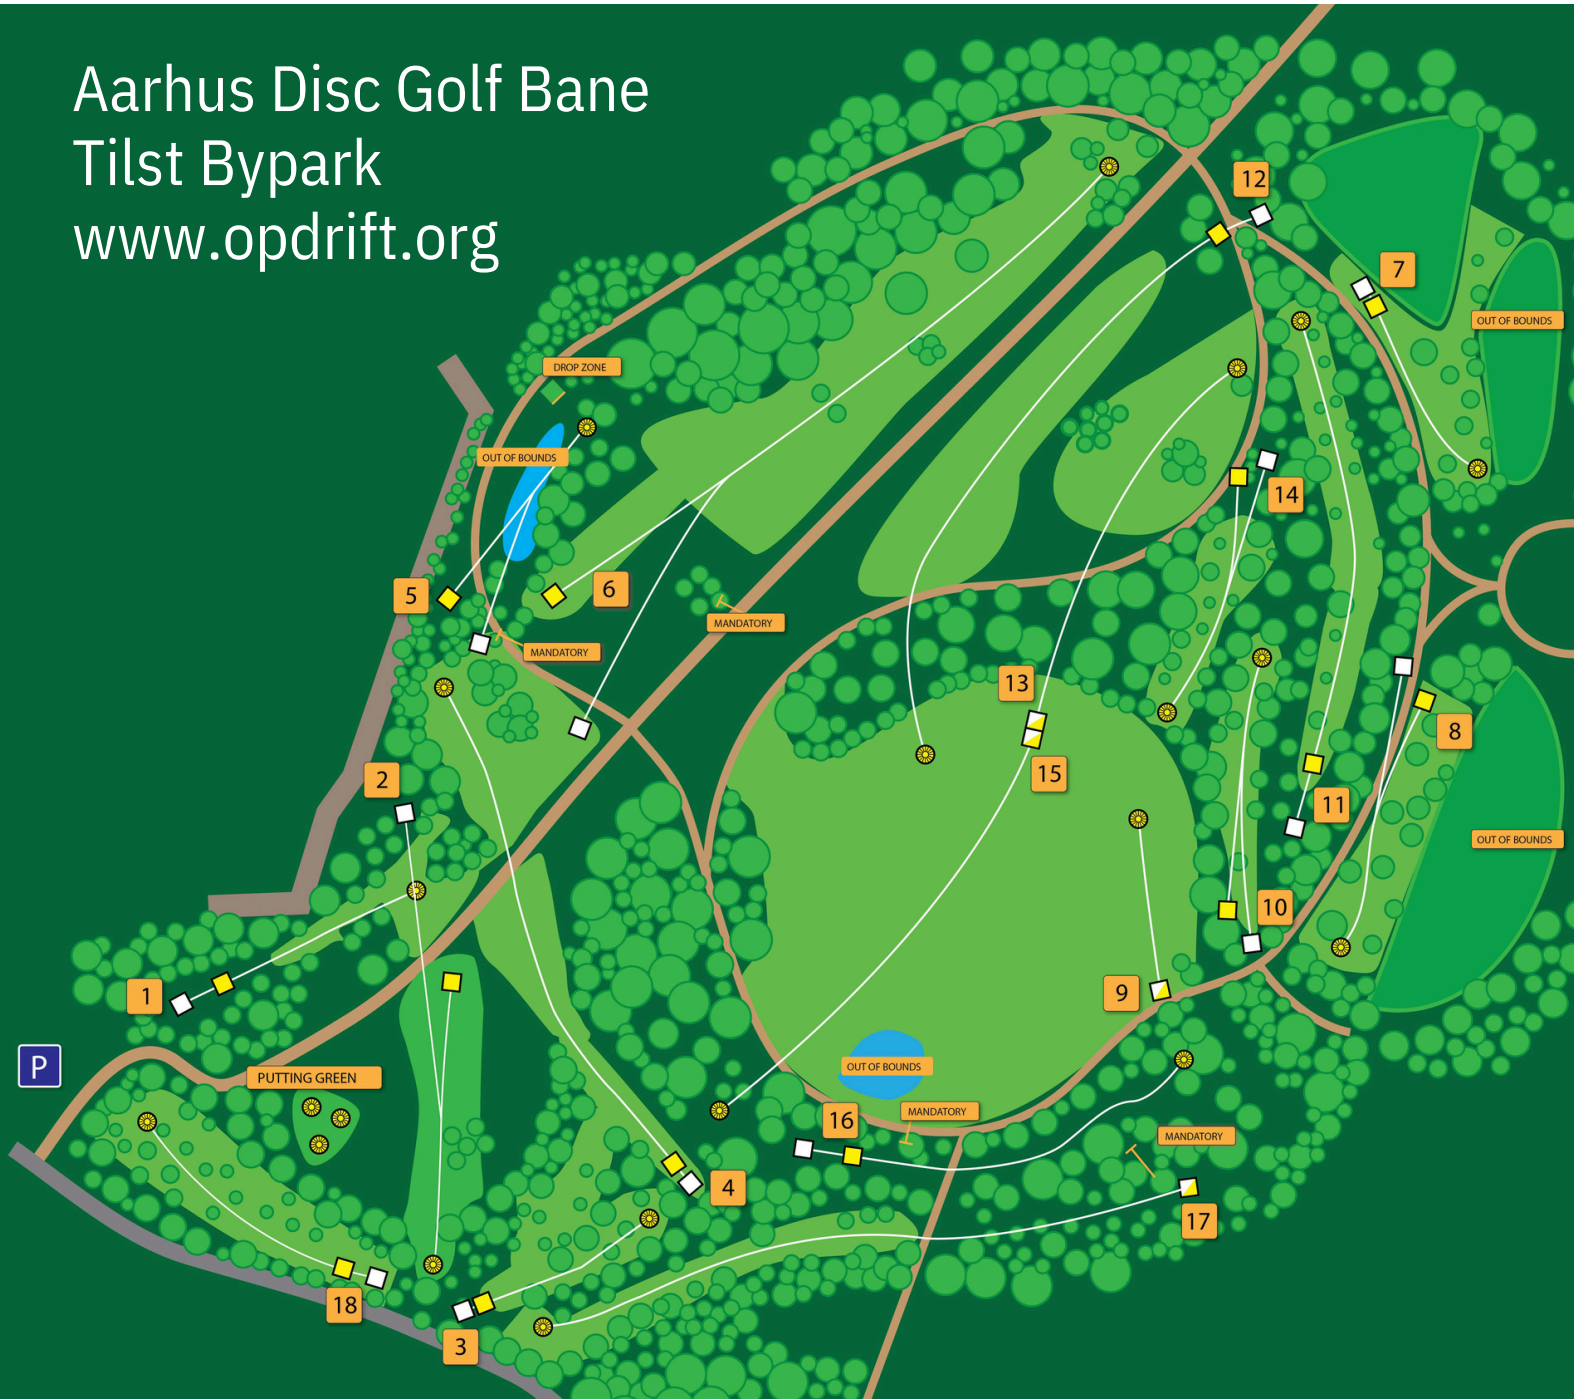 Aarhus Disc Golf Bane
Tilst Bypark
www.opdrift.org
12
7
OUT OF BOUNDS
DROP ZONE
OUT OF BOUNDS
14
5
6
MANDATORY
MANDATORY
13
8
2
15
11
OUT OF BOUNDS
10
1
9
P
PUTTING GREEN
OUT OF BOUNDS
16
MANDATORY
MANDATORY
4
17
18
3